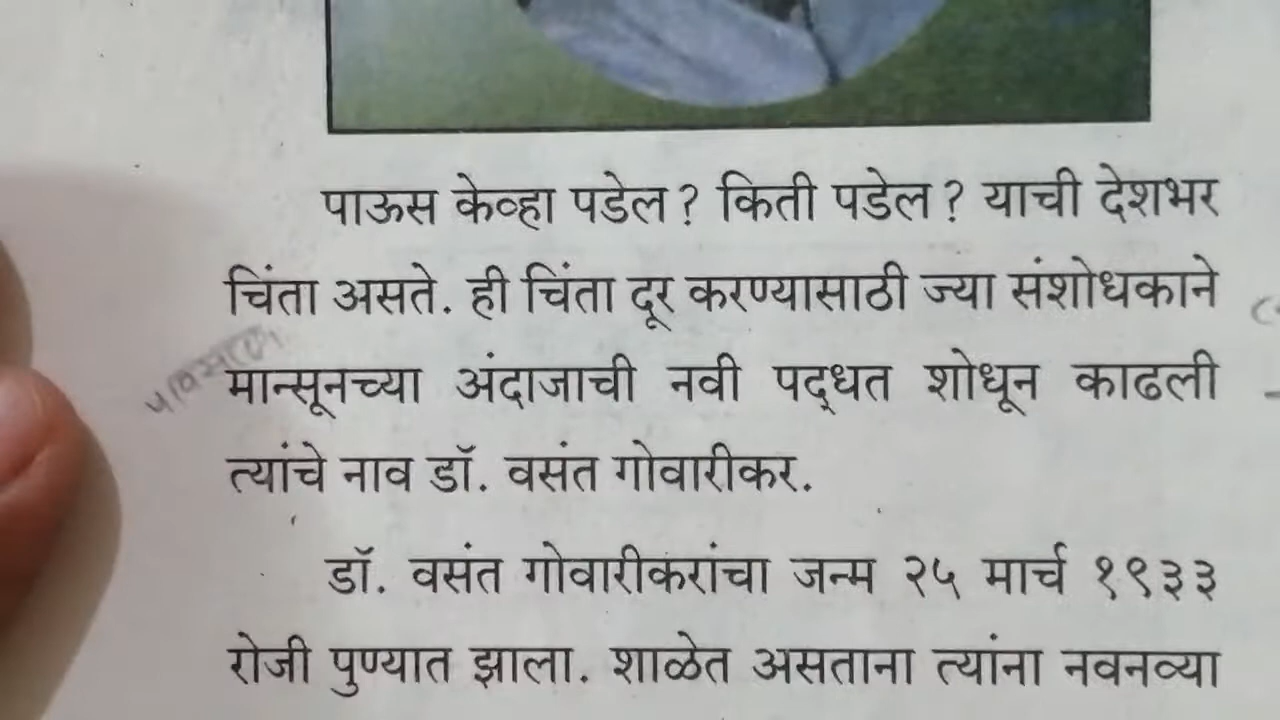 पाऊस केव्हा पडेल? किती पडेल? याची देशभर
चिंता असते. ही चिंता दूर करण्यासाठी ज्या संशोधकाने
मान्सूनच्या अंदाजाची नवी पद्धत शोधून काढली
त्यांचे नाव डॉ. वसंत गोवारीकर.
डॉ. वसंत गोवारीकरांचा जन्म २५ मार्च १९३३
रोजी पुण्यात झाला. शाळेत असताना त्यांना नवनव्या